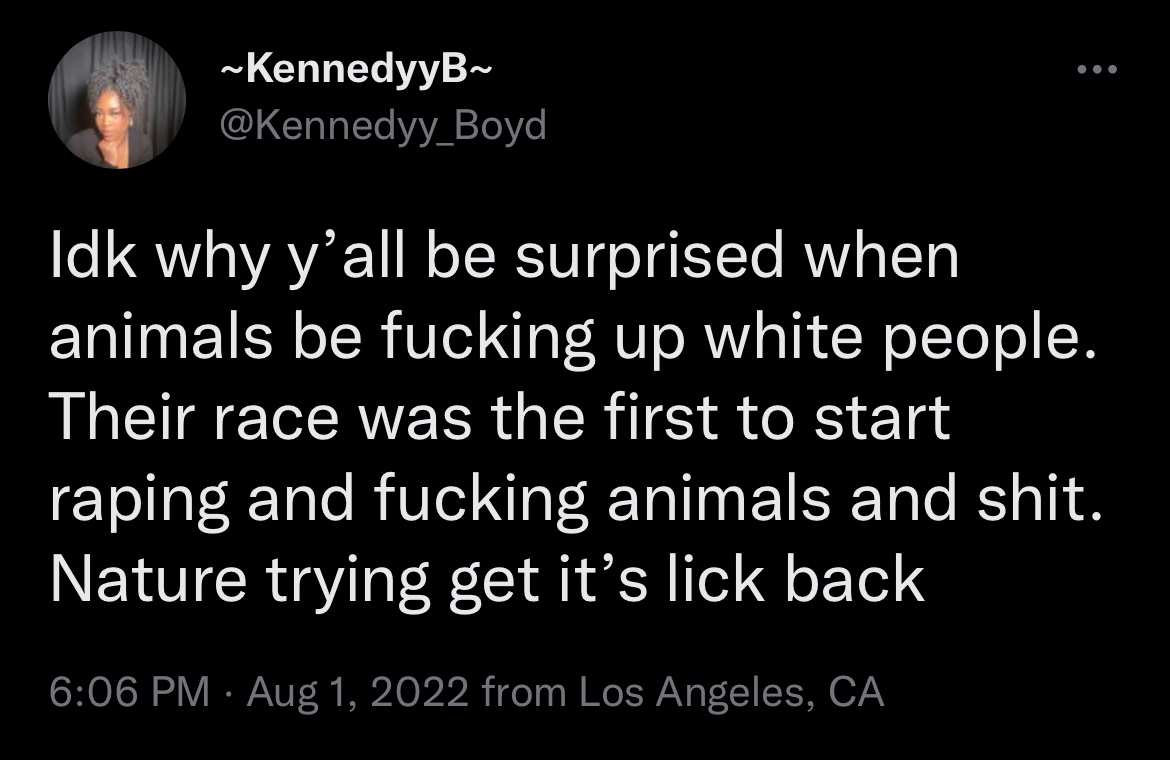 ~KennedyyB~
@Kennedyy_Boyd
Idk why y’all be surprised when
animals be fucking up white people.
Their race was the first to start
raping and fucking animals and shit.
Nature trying get it’s lick back
6:06 PM · Aug 1, 2022 from Los Angeles, CA